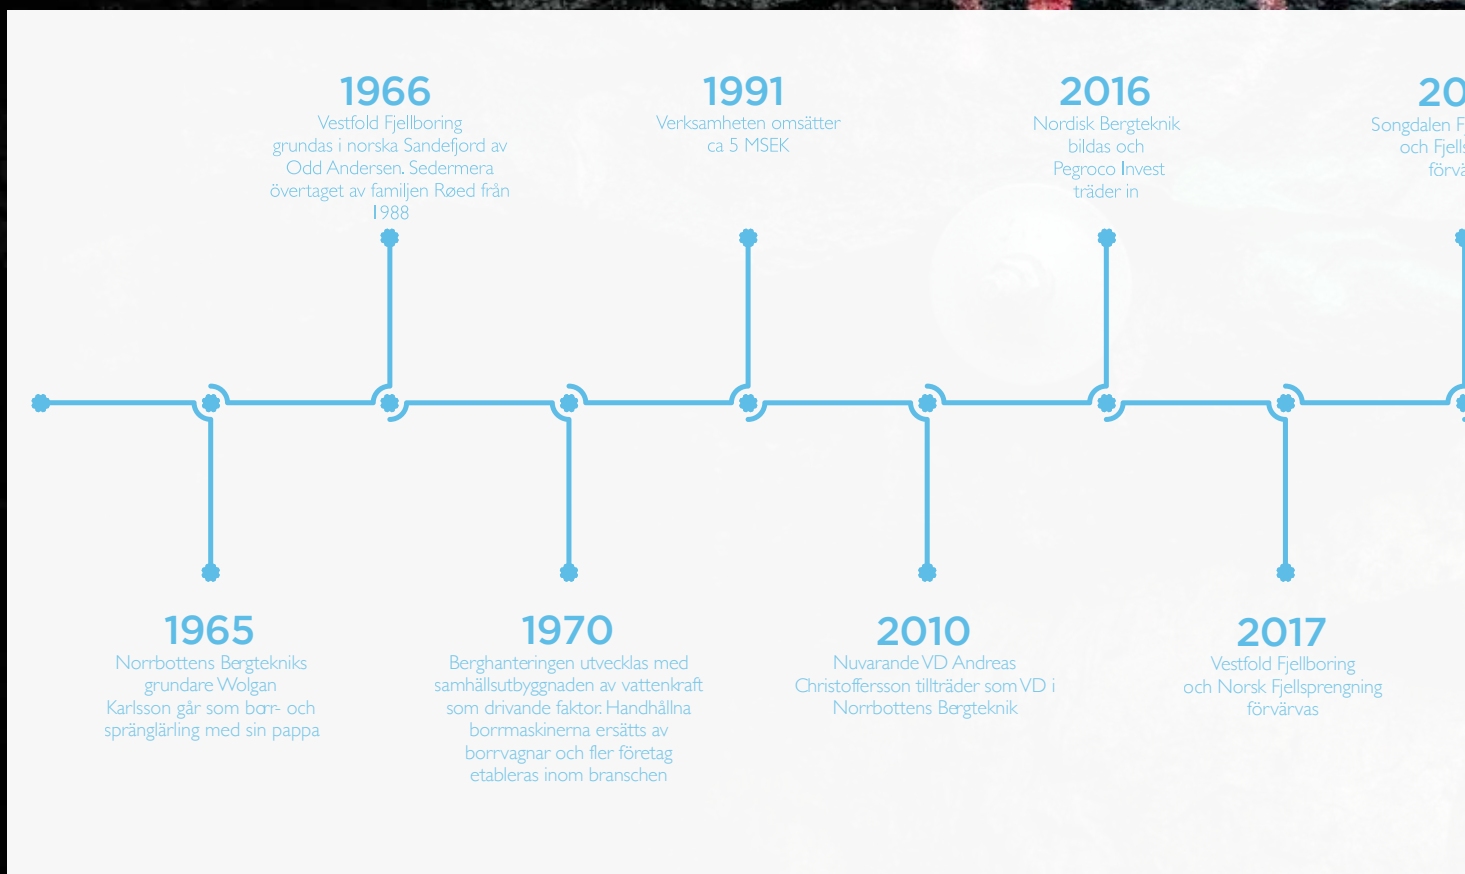 1966
Vestfold Fjellboring
grundas i norska Sandefjord av
Odd Andersen. Sedermera
övertaget av familjen Røed från
1988
1991
Verksamheten omsätter
ca 5 MSEK
2016
Nordisk Bergteknik
bildas och
Pegroco Invest
träder in
Songdalen
och
1965
Norrbottens Bergtekniks
grundare Wolgan
Karlsson går som borr- och
spränglärling med sin pappa
1970
Berghanteringen utvecklas med
samhällsutbyggnaden av vattenkraft
som drivande faktor. Handhållna
borrmaskinerna ersätts av
borrvagnar och fler företag
etableras inom branschen
2010
Nuvarande VD Andreas
Christoffersson tillträder som VD i
Norrbottens Bergteknik
2017
Vestfold Fjellboring
och Norsk Fjellsprengning
förvärvas